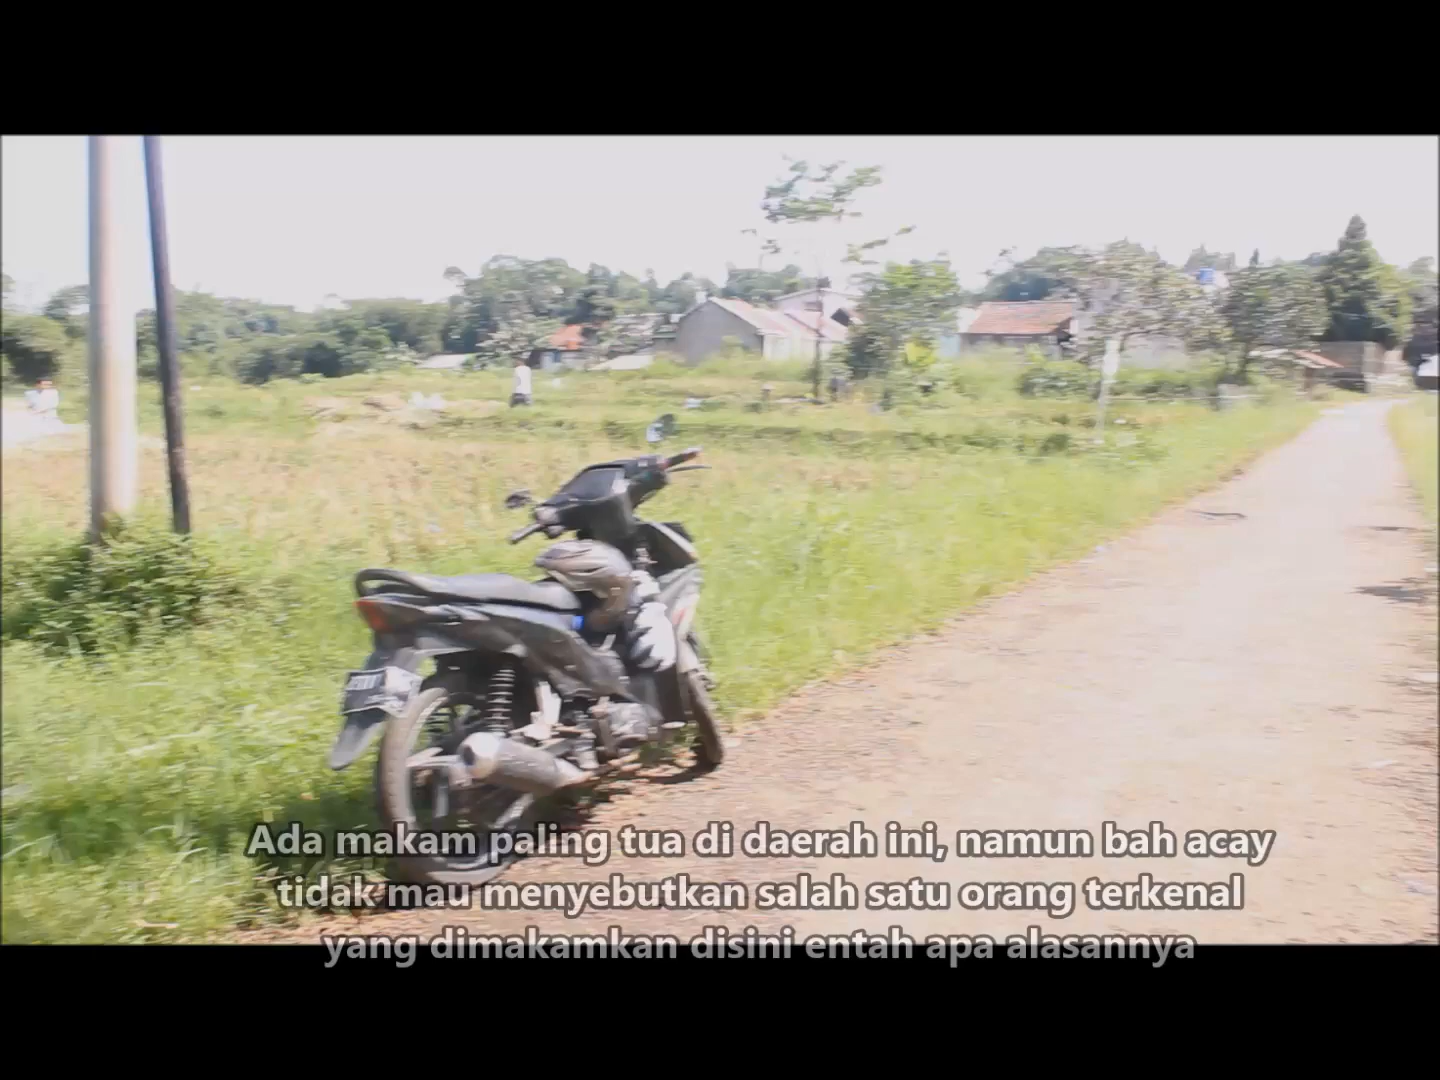 Ada makam paling tua di daerah ini, namun bah acay
tidak mau menyebutkan salah satu orang terkenal
yang dimakamkan disini entah apa alasannya